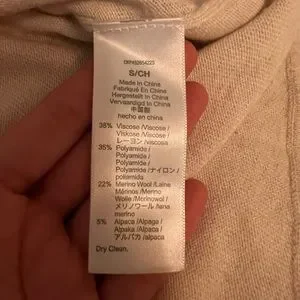 S/CH
Made in China
Fabriqué En China
Hergestellt In China
Vervaardigd In China
中国製
hecho en china
38% Viscose /Viscose /
Viskose /Viscose /
レーヨン /viscosa
35% Polyamide /
Polyamide /
Polyamid /
Polyamide /ナイロン /
poliamida
22% Merino Wool /Laine
Mérinos /Merino
Wolle /Merinowol /
メリノウール /lana
merino
5% Alpaca /Alpaga /
Alpaka /Alpaca /
アルパカ /alpaca
Dry Clean.